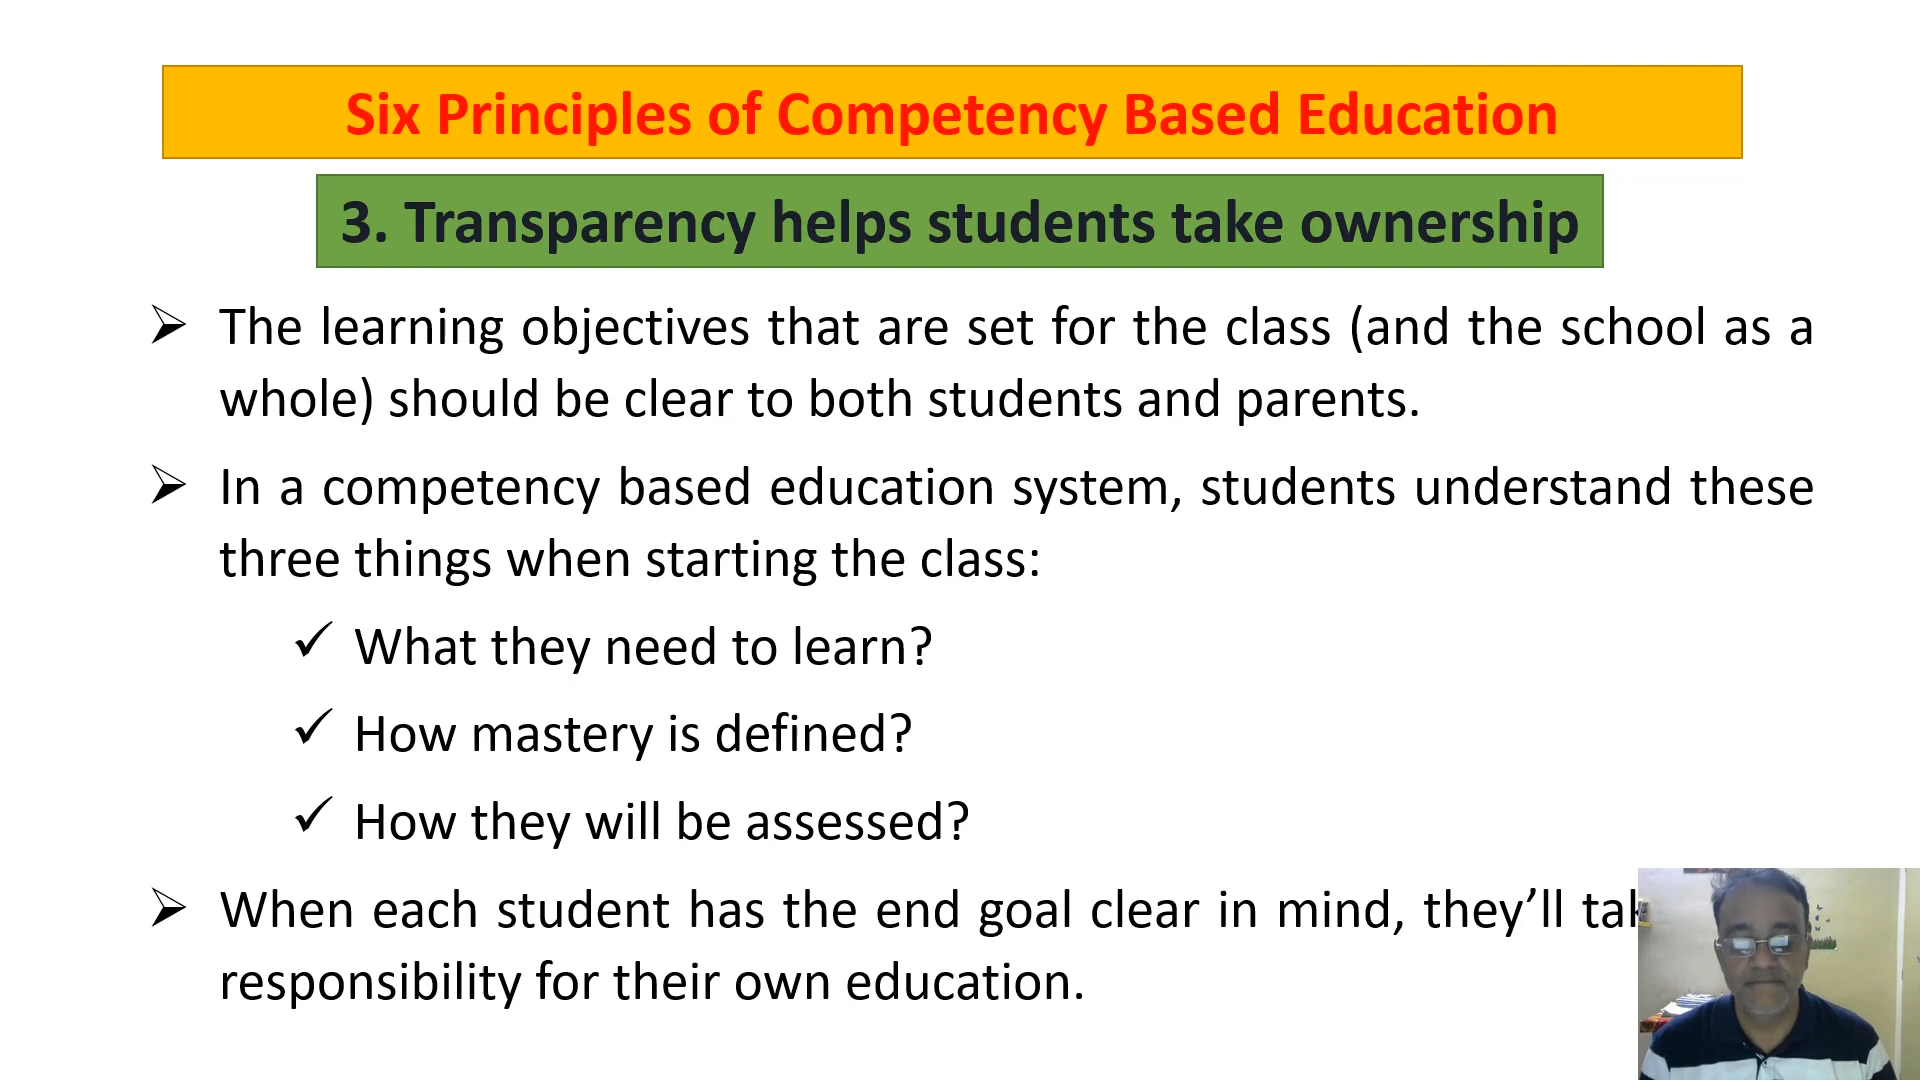 Six Principles of Competency Based Education
3. Transparency helps students take ownership
➢ The learning objectives that are set for the class (and the school as a
whole) should be clear to both students and parents.
➢ In a competency based education system, students understand these
three things when starting the class:
✓ What they need to learn?
✓ How mastery is defined?
✓ How they will be assessed?
➢ When each student has the end goal clear in mind, they’ll
responsibility for their own education.